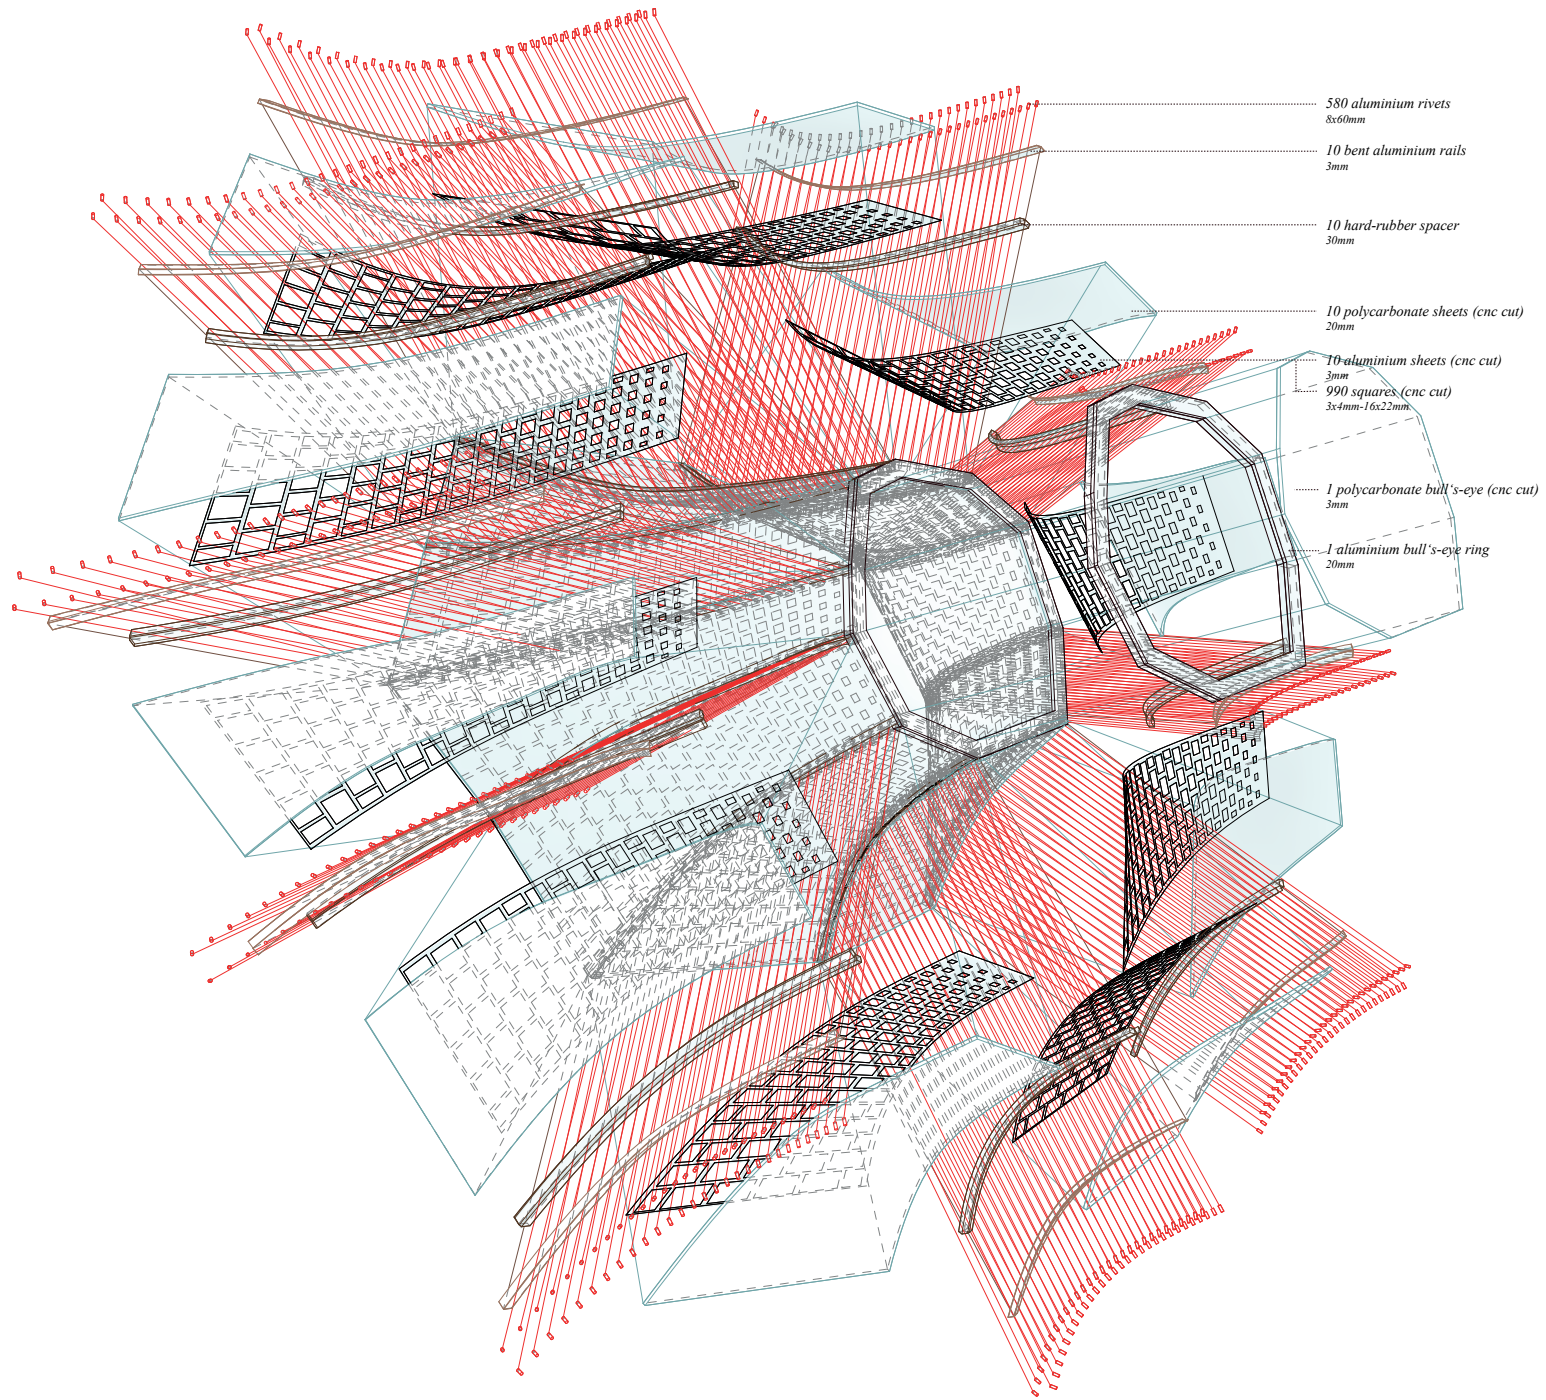 580 aluminium rivets
8x60mm
10 bent aluminium rails
3mm
10 hard-rubber spacer
30mm
10 polycarbonate sheets (cnc cut)
20mm
10 aluminium sheets (cnc cut)
3mm
990 squares (cnc cut)
3x4mm-16x22mm
1 polycarbonate bull's-eye (cnc cut)
3mm
1 aluminium bull's-eye ring
20mm